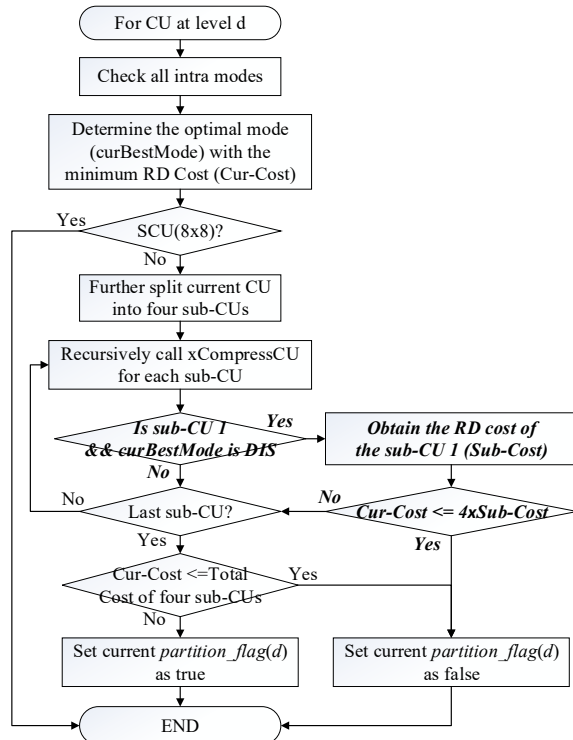 For CU at level d
Check all intra modes
Determine the optimal mode
(curBestMode) with the
minimum RD Cost (Cur-Cost)
Yes
SCU(8x8)?
No
Further split current CU
into four sub-CUs
Recursively call xCompressCU
for each sub-CU
Is sub-CU 1
&& curBestMode is DIS
Yes
Obtain the RD cost of
the sub-CU 1 (Sub-Cost)
No
No
Last sub-CU?
No
Cur-Cost <= 4xSub-Cost
Yes
Yes
Cur-Cost <=Total
Cost of four sub-CUs
Yes
No
Set current partition_flag(d)
as true
Set current partition_flag(d)
as false
END